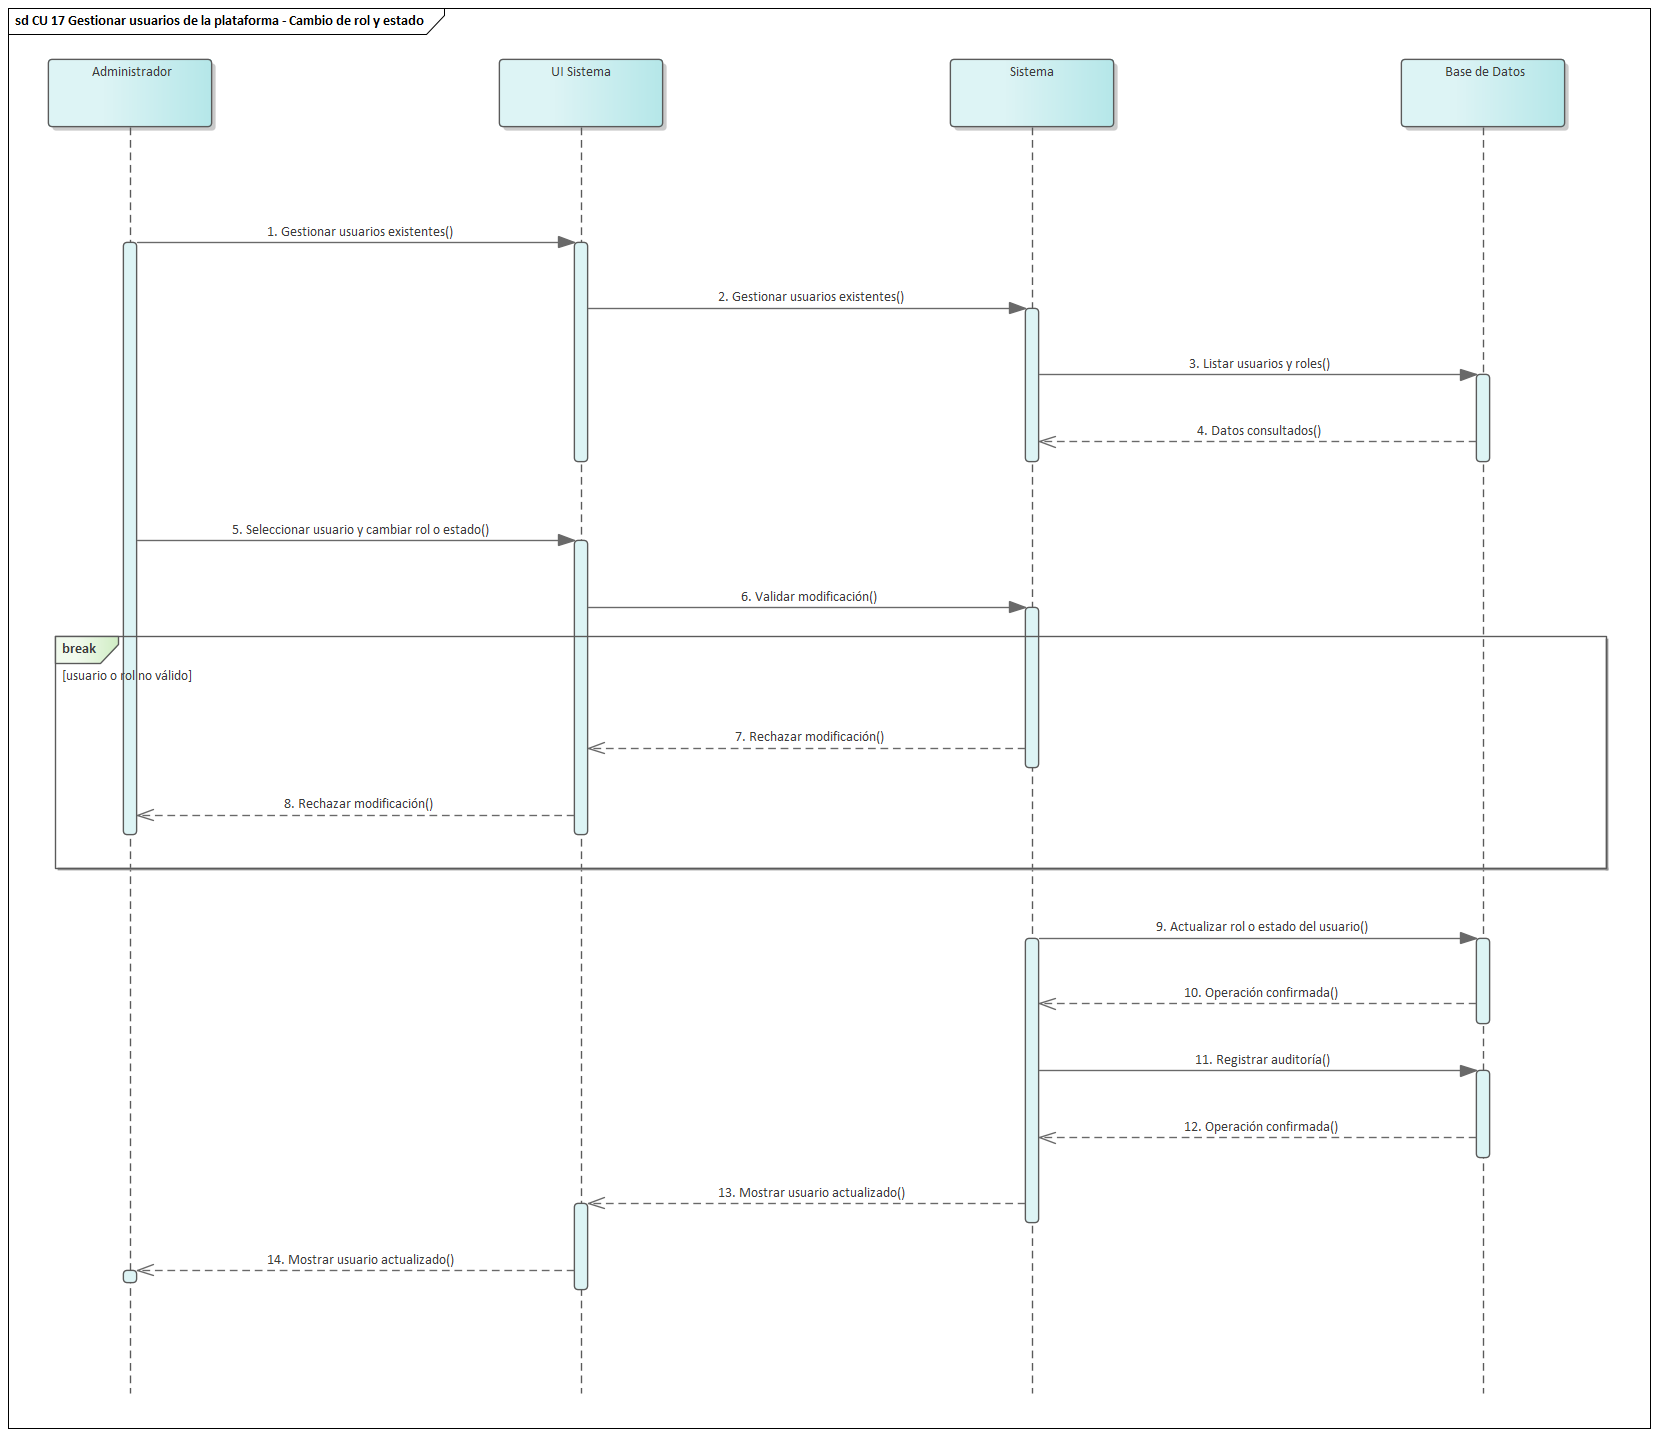 sd CU 17 Gestionar usuarios de la plataforma - Cambio de rol y estado
Administrador
UI Sistema
Sistema
Base de Datos
1. Gestionar usuarios existentes()
2. Gestionar usuarios existentes()
3. Listar usuarios y roles()
4. Datos consultados()
5. Seleccionar usuario y cambiar rol o estado()
6. Validar modificación()
break
[usuario o rol no válido]
7. Rechazar modificación()
8. Rechazar modificación()
9. Actualizar rol o estado del usuario()
10. Operación confirmada()
11. Registrar auditoría()
12. Operación confirmada()
13. Mostrar usuario actualizado()
14. Mostrar usuario actualizado()